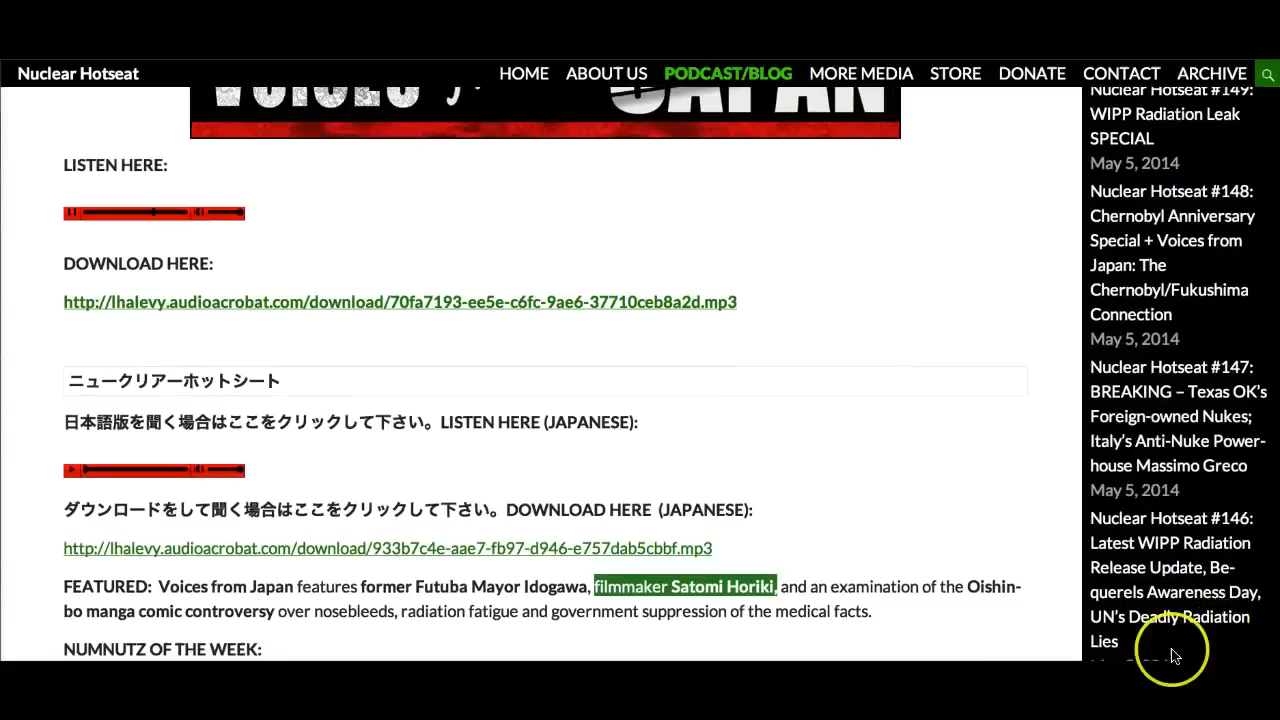 Nuclear Hotseat
HOME ABOUT US PODCAST/BLOG MORE MEDIA STORE DONATE CONTACT ARCHIVE
VOICES JAPAN
LISTEN HERE:
DOWNLOAD HERE:
http://lhalevy.audioacrobat.com/download/70fa7193-ee5e-c6fc-9ae6-37710ceb8a2d.mp3
ニュークリアーホットシート
日本語版を聞く場合はここをクリックして下さい。LISTEN HERE (JAPANESE):
ダウンロードをして聞く場合はここをクリックして下さい。DOWNLOAD HERE (JAPANESE):
http://lhalevy.audioacrobat.com/download/933b7c4e-aae7-fb97-d946-e757dab5cbbf.mp3
FEATURED: Voices from Japan features former Futuba Mayor Idogawa, filmmaker Satomi Horiki, and an examination of the Oishin-
bo manga comic controversy over nosebleeds, radiation fatigue and government suppression of the medical facts.
NUMNUTZ OF THE WEEK:
Nuclear Hotseat #149:
WIPP Radiation Leak
SPECIAL
May 5, 2014
Nuclear Hotseat #148:
Chernobyl Anniversary
Special + Voices from
Japan: The
Chernobyl/Fukushima
Connection
May 5, 2014
Nuclear Hotseat #147:
BREAKING – Texas OK's
Foreign-owned Nukes;
Italy's Anti-Nuke Power-
house Massimo Greco
May 5, 2014
Nuclear Hotseat #146:
Latest WIPP Radiation
Release Update, Be-
querels Awareness Day,
UN's Deadly Radiation
Lies